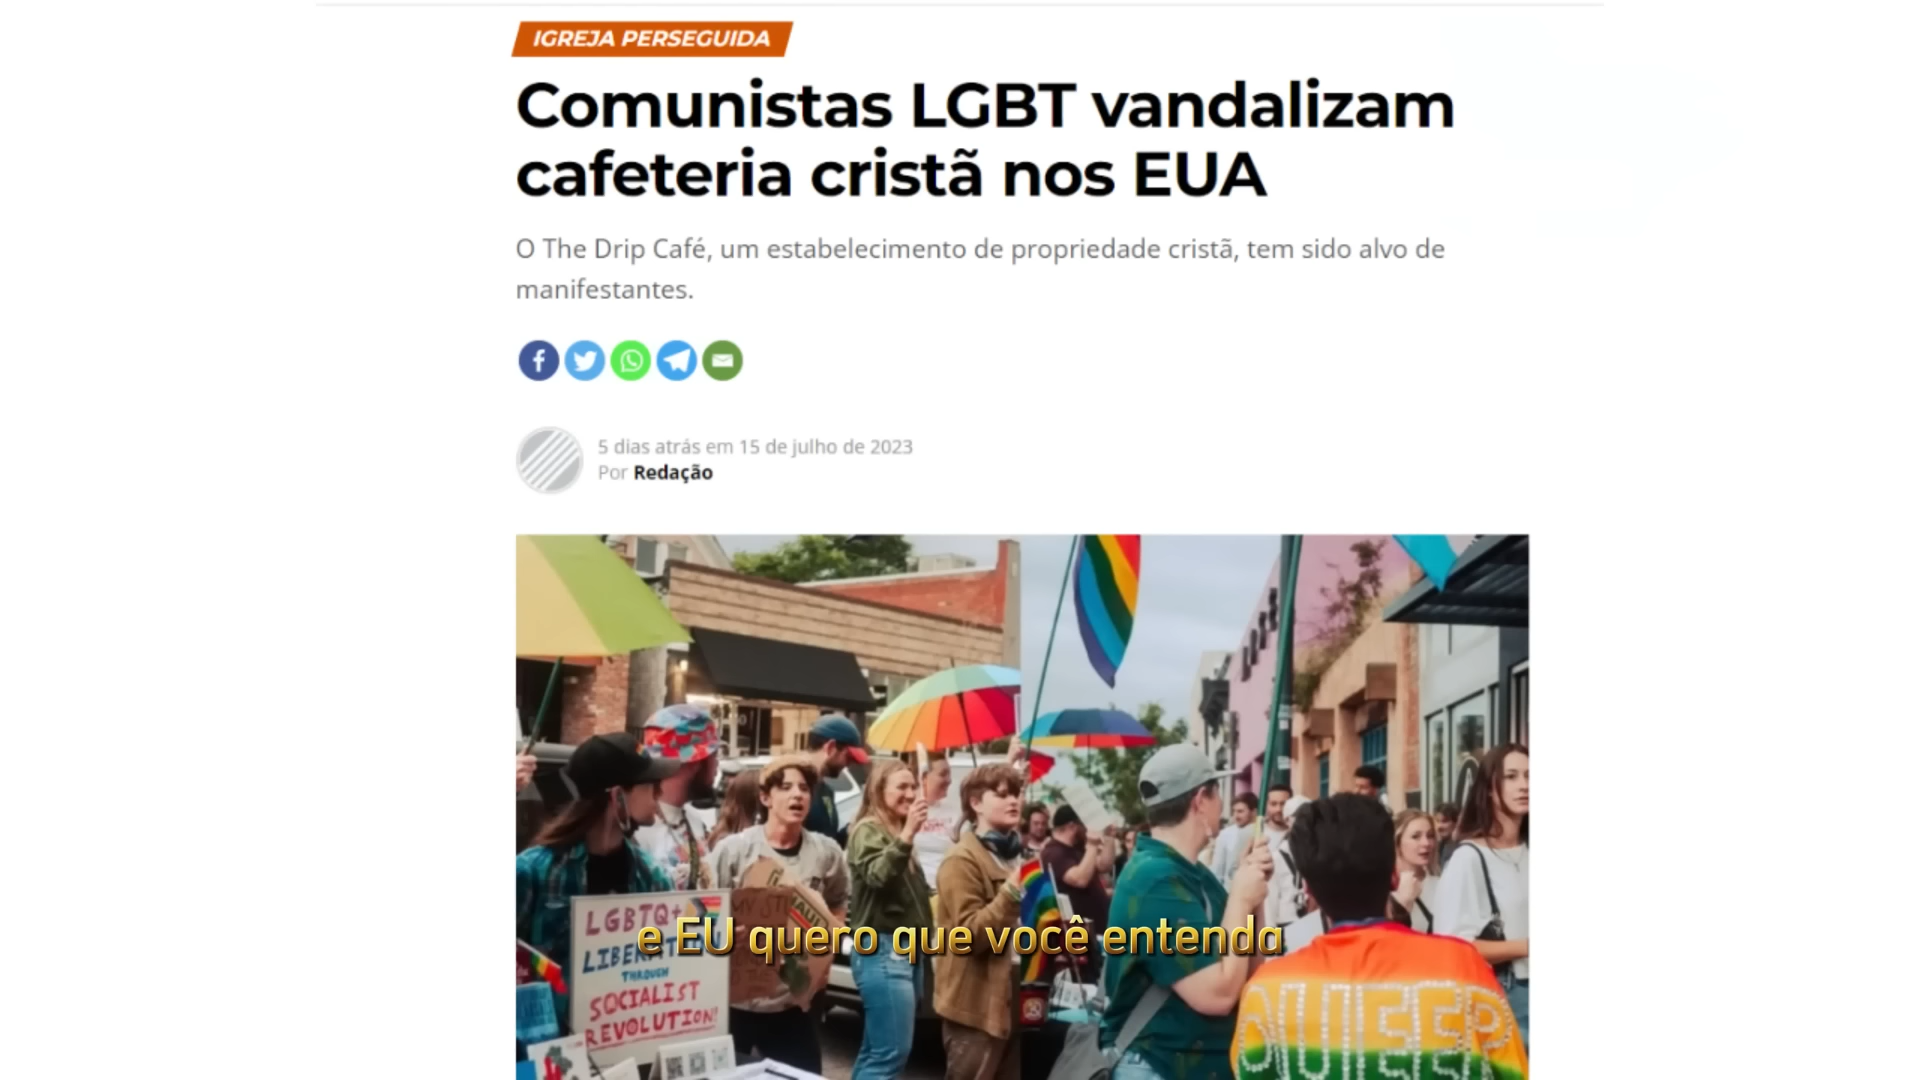 IGREJA PERSEGUIDA
Comunistas LGBT vandalizam
cafeteria cristã nos EUA
O The Drip Café, um estabelecimento de propriedade cristã, tem sido alvo de
manifestantes.
5 dias atrás em 15 de julho de 2023
Por Redação
LGBTQ+
THROUGH
SOCIALIST
REVOLUTION!
e EU quero que você entenda
QUEER